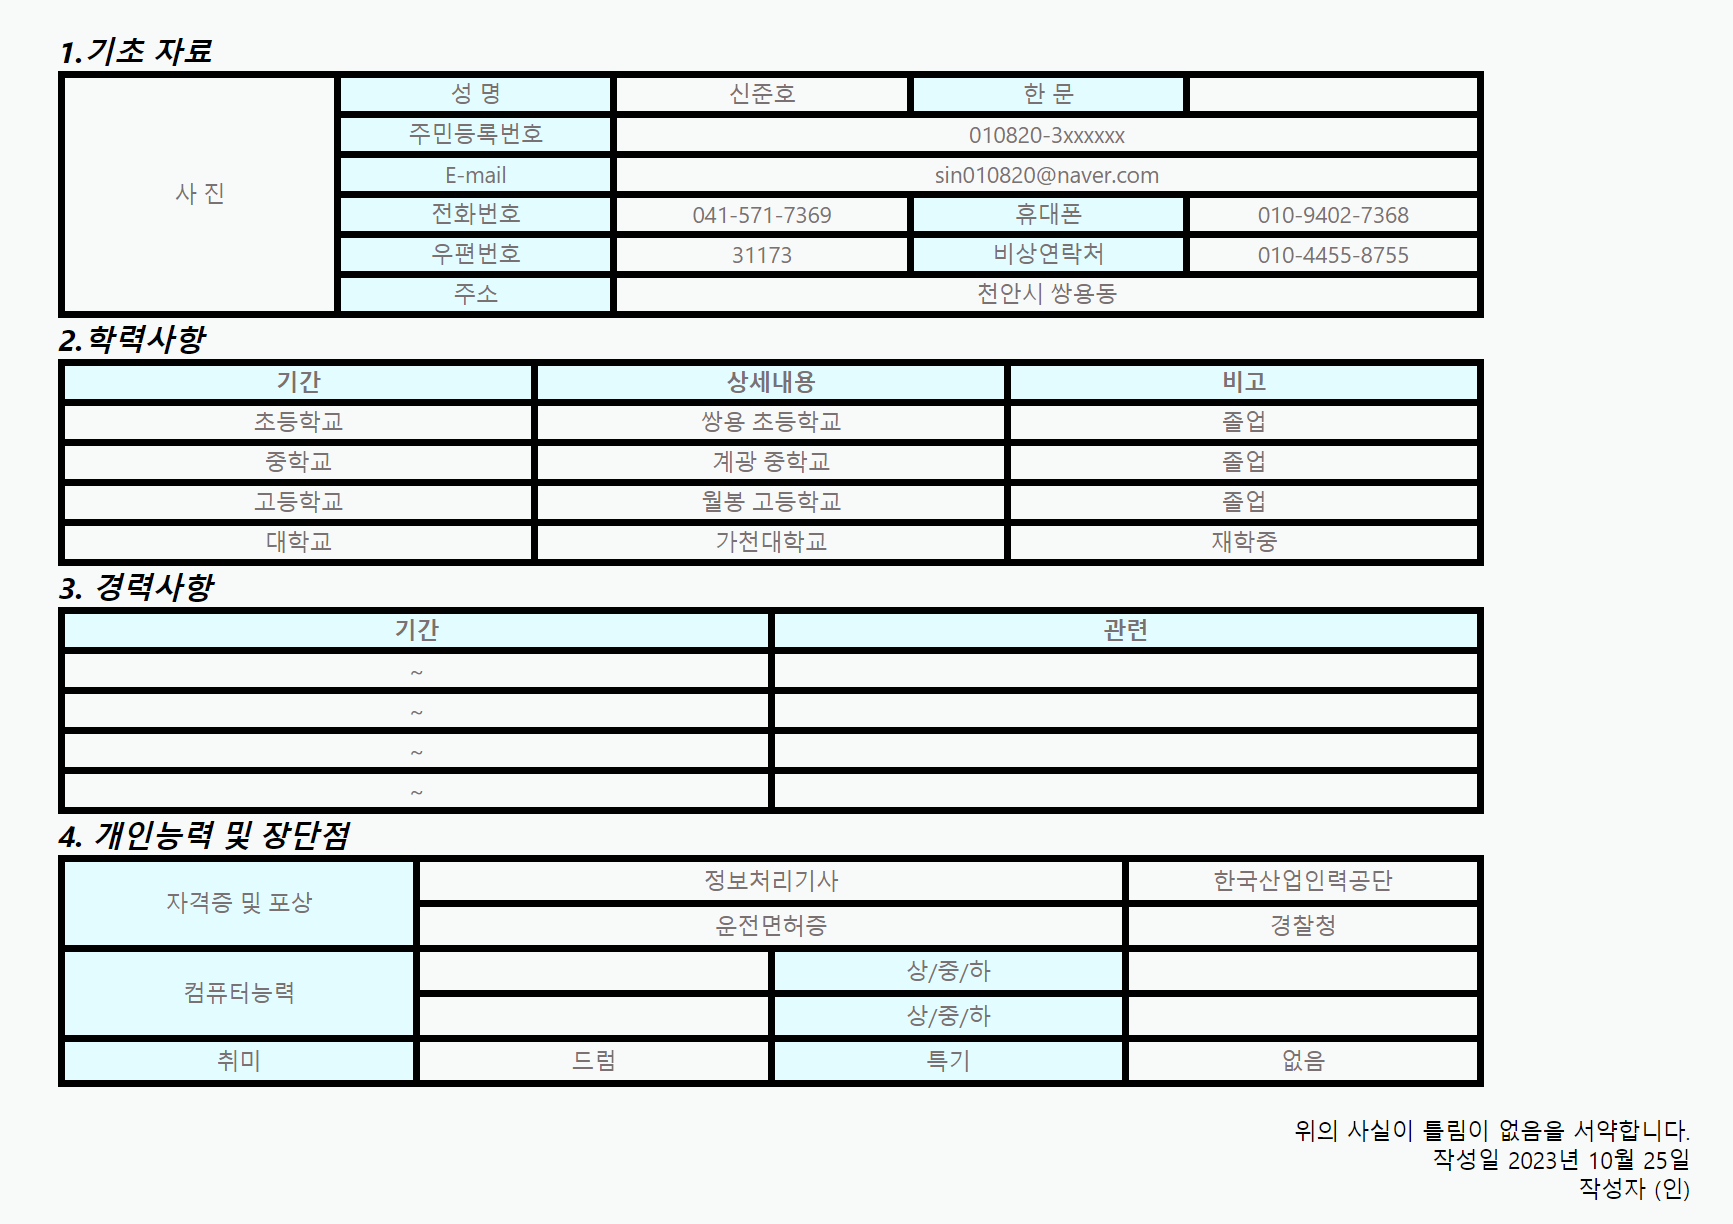 1.기초 자료
사 진
성 명 신준호 한 문
주민등록번호 010820-3xxxxxx
E-mail sin010820@naver.com
전화번호 041-571-7369 휴대폰 010-9402-7368
우편번호 31173 비상연락처 010-4455-8755
주소 천안시 쌍용동
2.학력사항
기간 상세내용 비고
초등학교 쌍용 초등학교 졸업
중학교 계광 중학교 졸업
고등학교 월봉 고등학교 졸업
대학교 가천대학교 재학중
3. 경력사항
기간 관련
~
~
~
~
4. 개인능력 및 장단점
자격증 및 포상 정보처리기사 한국산업인력공단
운전면허증 경찰청
컴퓨터능력 상/중/하
상/중/하
취미 드럼 특기 없음
위의 사실이 틀림이 없음을 서약합니다.
작성일 2023년 10월 25일
작성자 (인)